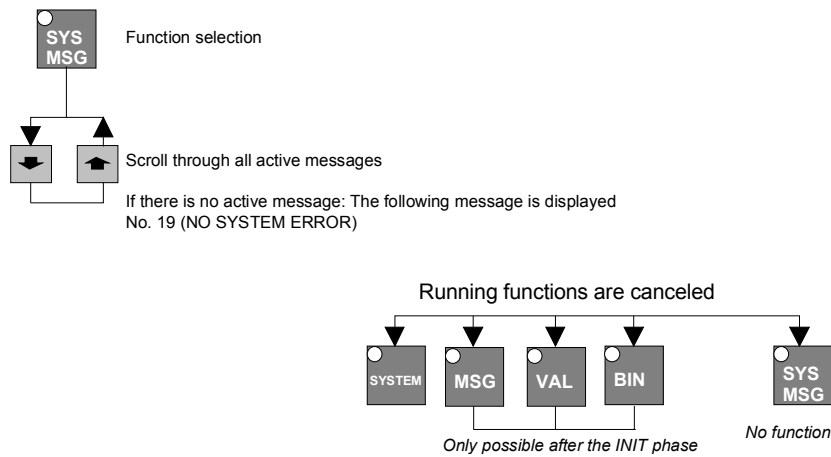 SYS
MSG
Function selection
Scroll through all active messages
If there is no active message: The following message is displayed
No. 19 (NO SYSTEM ERROR)
Running functions are canceled
SYSTEM
MSG
VAL
BIN
SYS
MSG
Only possible after the INIT phase
No function